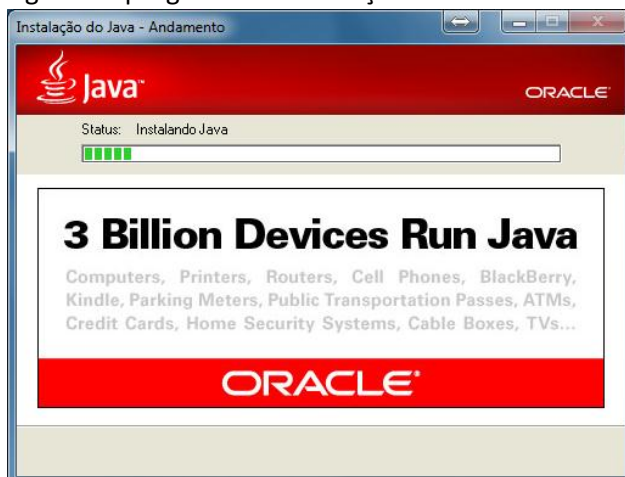 Instalação do Java - Andamento
Java™
ORACLE®
Status: Instalando Java
3 Billion Devices Run Java
Computers, Printers, Routers, Cell Phones, BlackBerry,
Kindle, Parking Meters, Public Transportation Passes, ATMs,
Credit Cards, Home Security Systems, Cable Boxes, TVs...
ORACLE®